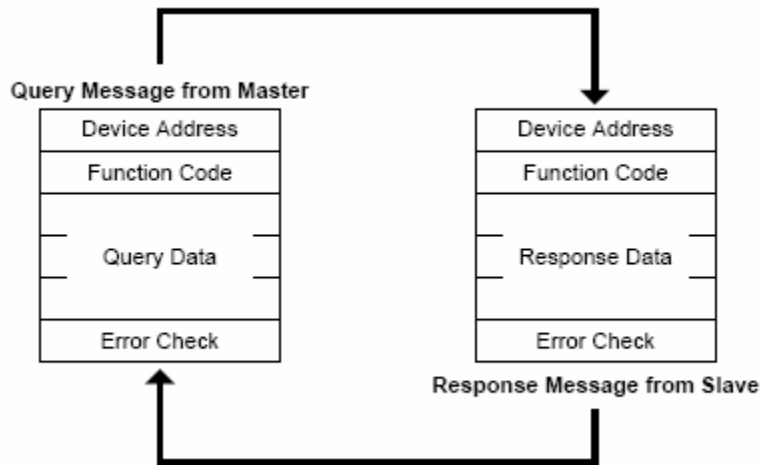 Query Message from Master
Device Address
Function Code
Query Data
Error Check
Device Address
Function Code
Response Data
Error Check
Response Message from Slave